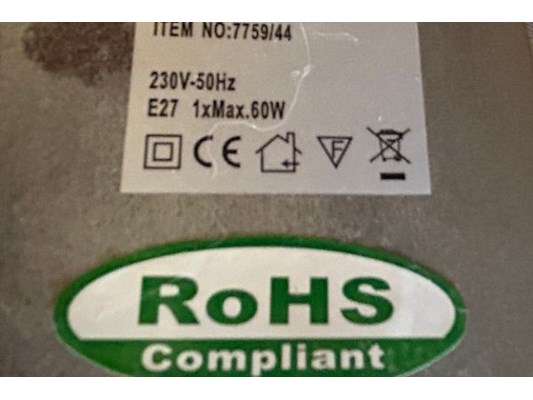 ITEM NO:7759/44
230V-50Hz
E27 1xMax.60W
CE F
RoHS
Compliant